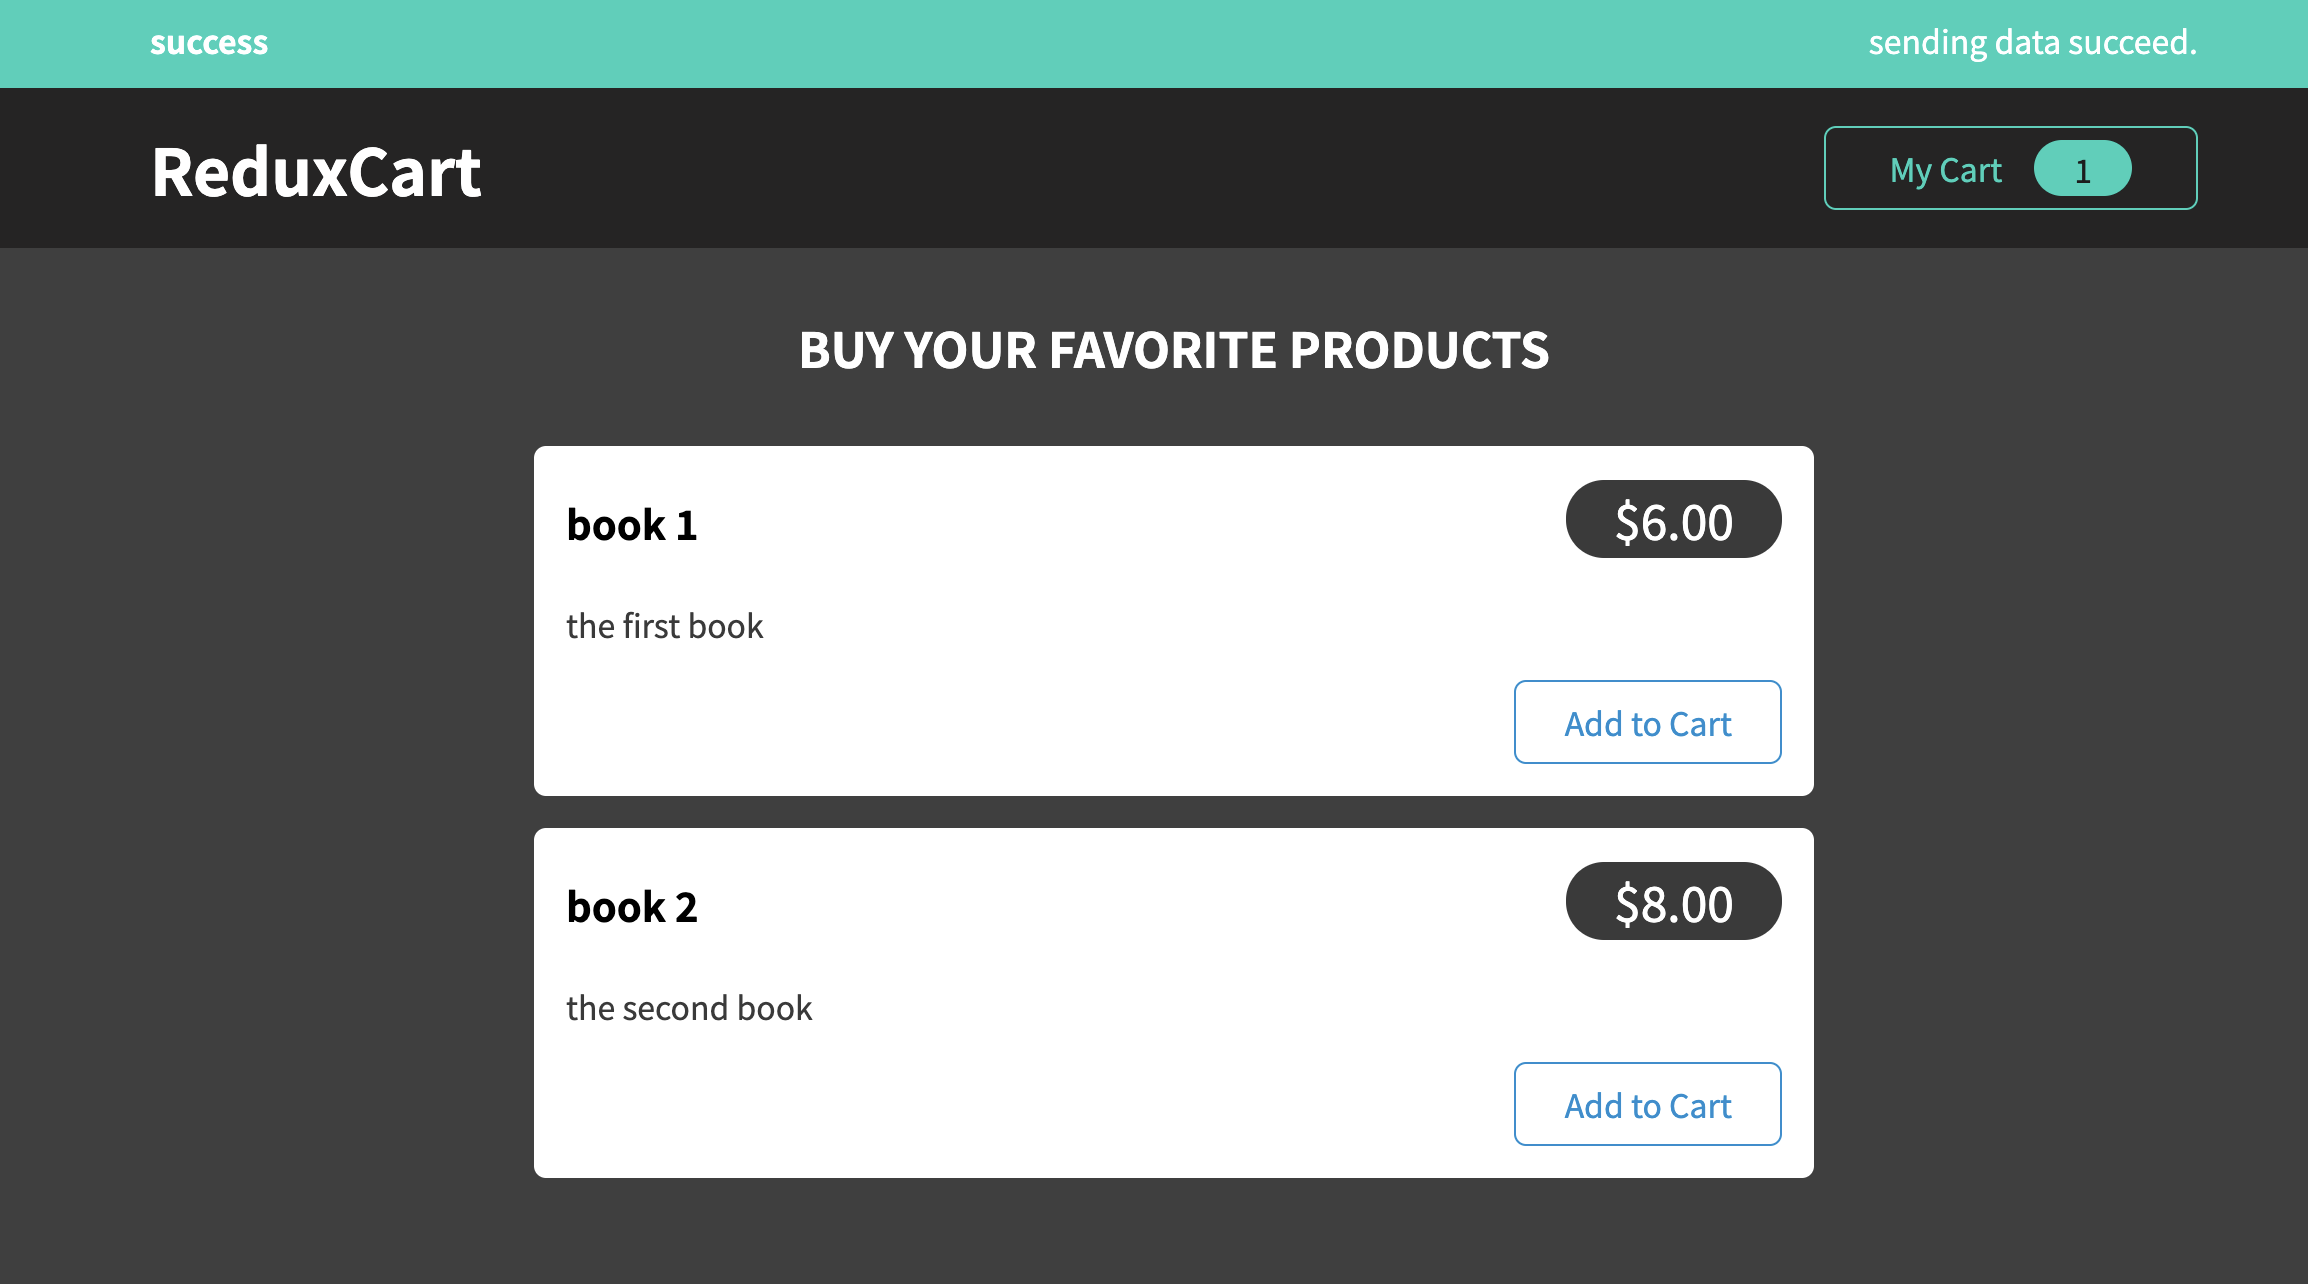 success
sending data succeed.
ReduxCart
My Cart 1
BUY YOUR FAVORITE PRODUCTS
book 1
$6.00
the first book
Add to Cart
book 2
$8.00
the second book
Add to Cart